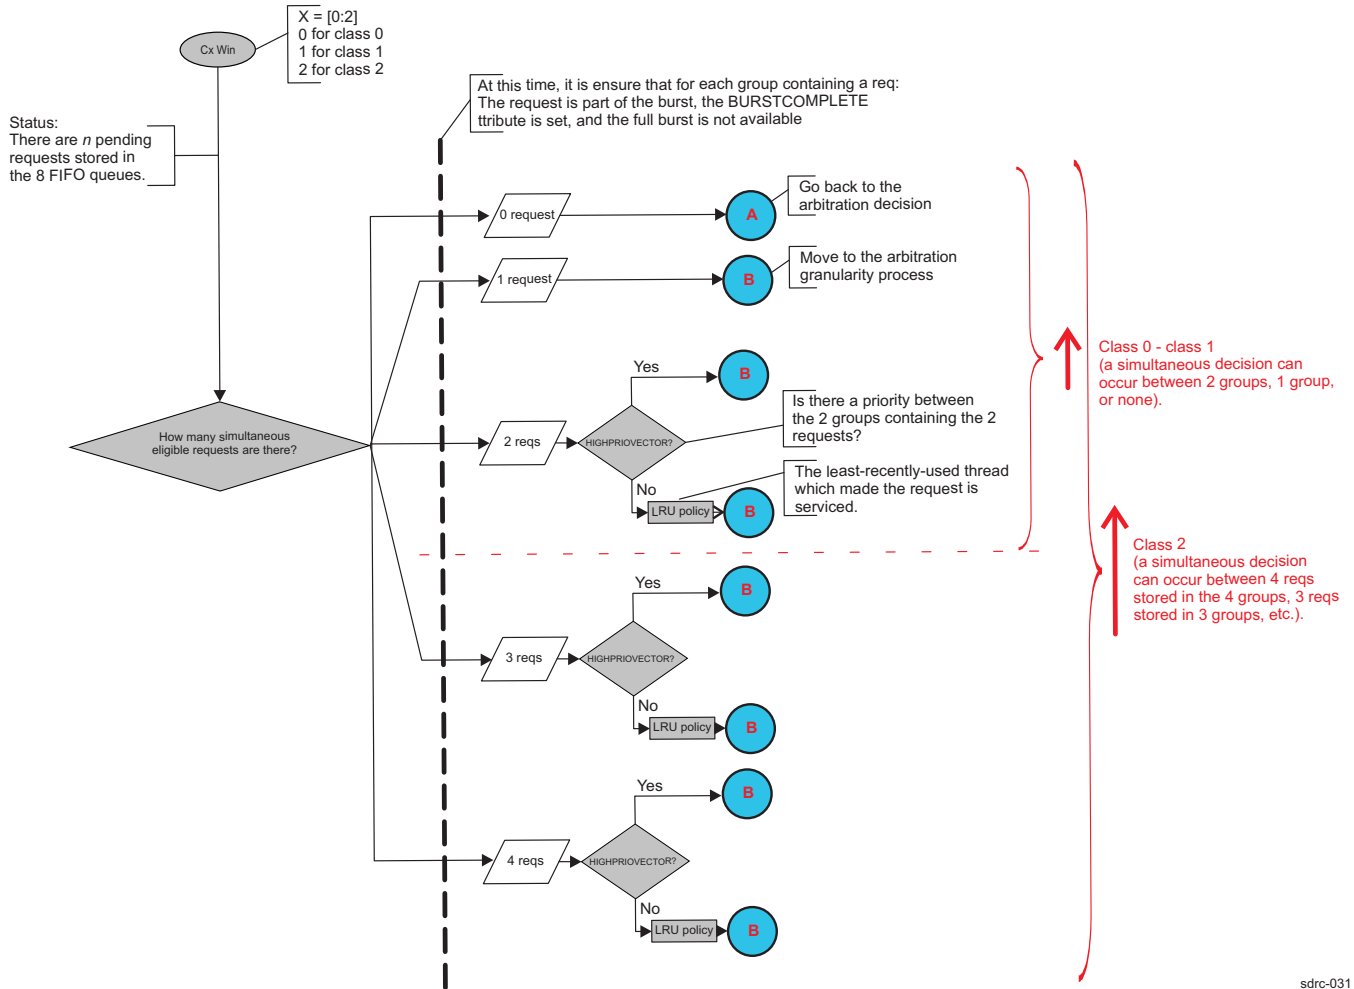 X = [0:2]
0 for class 0
1 for class 1
2 for class 2
Cx Win
Status:
There are n pending
requests stored in
the 8 FIFO queues.
At this time, it is ensure that for each group containing a req:
The request is part of the burst, the BURSTCOMPLETE
ttribute is set, and the full burst is not available
0 request
A
Go back to the
arbitration decision
1 request
B
Move to the arbitration
granularity process
Yes
B
How many simultaneous
eligible requests are there?
2 reqs
HIGHPRIOVECTOR?
Is there a priority between
the 2 groups containing the 2
requests?
No
LRU policy
B
The least-recently-used thread
which made the request is
serviced.
Class 0 - class 1
(a simultaneous decision can
occur between 2 groups, 1 group,
or none).
Class 2
(a simultaneous decision
can occur between 4 reqs
stored in the 4 groups, 3 reqs
stored in 3 groups, etc.).
Yes
B
3 reqs
HIGHPRIOVECTOR?
No
LRU policy
B
Yes
B
4 reqs
HIGHPRIOVECTOR?
No
LRU policy
B
sdrc-031